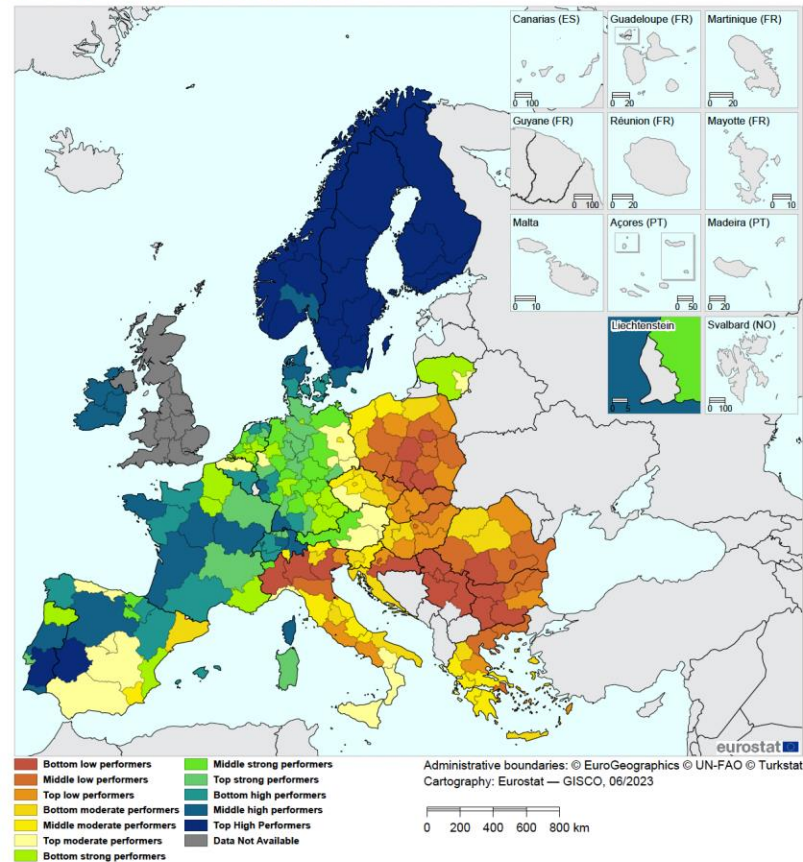 Canarias (ES)
0 100
Guadeloupe (FR)
0 20
Martinique (FR)
0 20
Guyane (FR)
0 100
Réunion (FR)
0 20
Mayotte (FR)
0 10
Malta
0 10
Açores (PT)
0 50
Madeira (PT)
0 20
Liechtenstein
0 5
Svalbard (NO)
0 100
eurostat
Bottom low performers
Middle low performers
Top low performers
Bottom moderate performers
Middle moderate performers
Top moderate performers
Bottom strong performers
Middle strong performers
Top strong performers
Bottom high performers
Middle high performers
Top High Performers
Data Not Available
Administrative boundaries: © EuroGeographics © UN-FAO © Turkstat
Cartography: Eurostat — GISCO, 06/2023
0 200 400 600 800 km